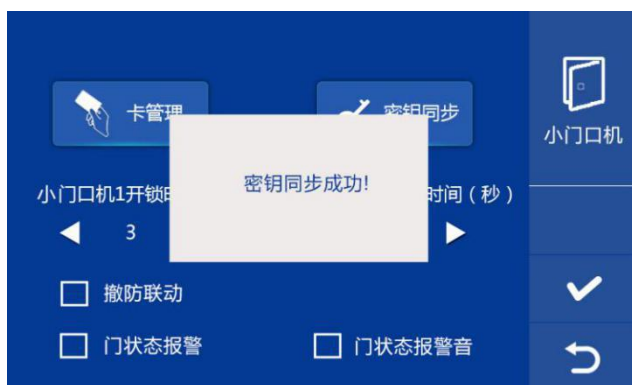 卡管理
密钥同步
小门口机
密钥同步成功!
小门口机1开锁时
时间(秒)
3
撤防联动
门状态报警
门状态报警音